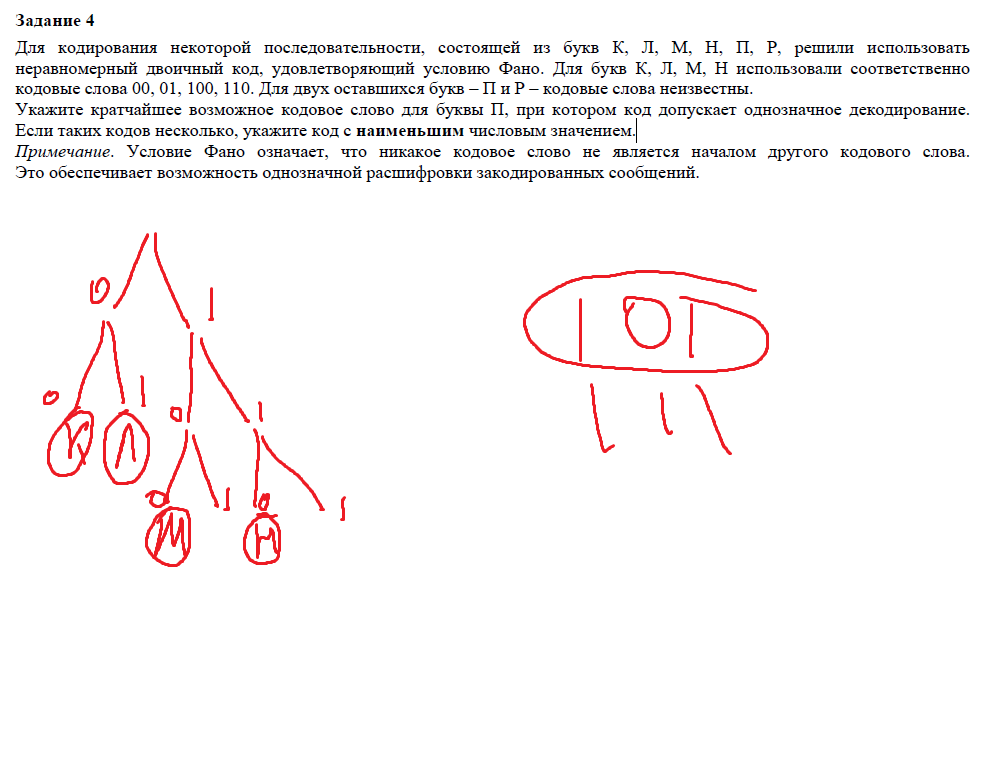 Задание 4
Для кодирования некоторой последовательности, состоящей из букв К, Л, М, Н, П, Р, решили использовать
неравномерный двоичный код, удовлетворяющий условию Фано. Для букв К, Л, М, Н использовали соответственно
кодовые слова 00, 01, 100, 110. Для двух оставшихся букв – П и Р – кодовые слова неизвестны.
Укажите кратчайшее возможное кодовое слово для буквы П, при котором код допускает однозначное декодирование.
Если таких кодов несколько, укажите код с наименьшим числовым значением.
Примечание. Условие Фано означает, что никакое кодовое слово не является началом другого кодового слова.
Это обеспечивает возможность однозначной расшифровки закодированных сообщений.
0 1
101
0 1 0 1
К Л
0 1 0 1
М Н